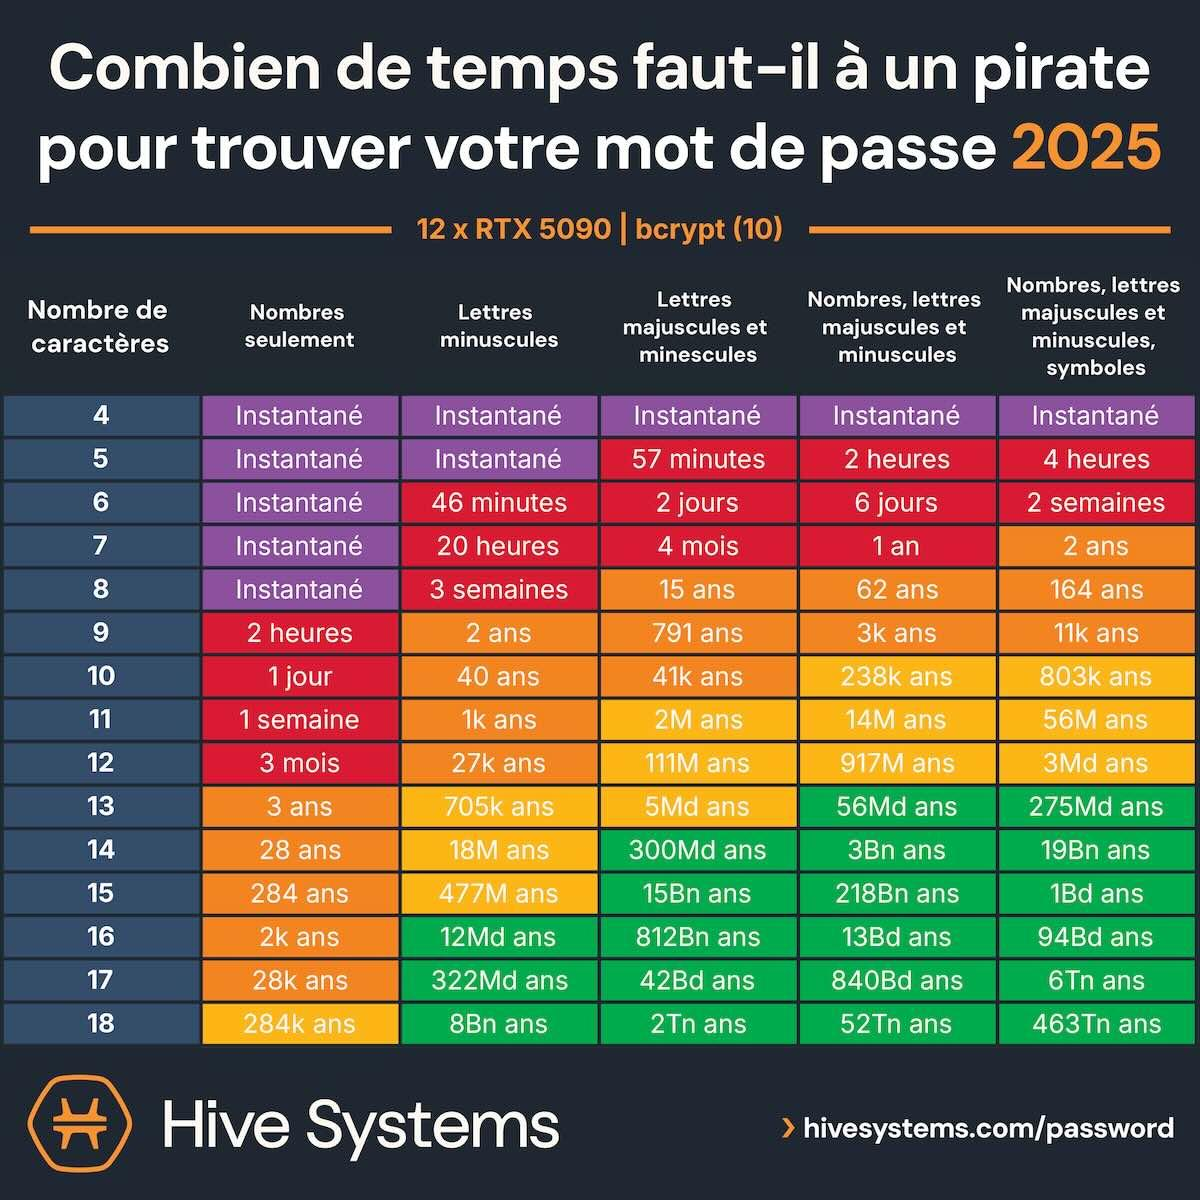 Combien de temps faut-il à un pirate
pour trouver votre mot de passe 2025
12 x RTX 5090 | bcrypt (10)
Nombre de
caractères
Nombres
seulement
Lettres
minuscules
Lettres
majuscules et
minescules
Nombres, lettres
majuscules et
minuscules
Nombres, lettres
majuscules et
minuscules,
symboles
4 Instantané Instantané Instantané Instantané Instantané
5 Instantané Instantané 57 minutes 2 heures 4 heures
6 Instantané 46 minutes 2 jours 6 jours 2 semaines
7 Instantané 20 heures 4 mois 1 an 2 ans
8 Instantané 3 semaines 15 ans 62 ans 164 ans
9 2 heures 2 ans 791 ans 3k ans 11k ans
10 1 jour 40 ans 41k ans 238k ans 803k ans
11 1 semaine 1k ans 2M ans 14M ans 56M ans
12 3 mois 27k ans 111M ans 917M ans 3Md ans
13 3 ans 705k ans 5Md ans 56Md ans 275Md ans
14 28 ans 18M ans 300Md ans 3Bn ans 19Bn ans
15 284 ans 477M ans 15Bn ans 218Bn ans 1Bd ans
16 2k ans 12Md ans 812Bn ans 13Bd ans 94Bd ans
17 28k ans 322Md ans 42Bd ans 840Bd ans 6Tn ans
18 284k ans 8Bn ans 2Tn ans 52Tn ans 463Tn ans
Hive Systems
› hivesystems.com/password